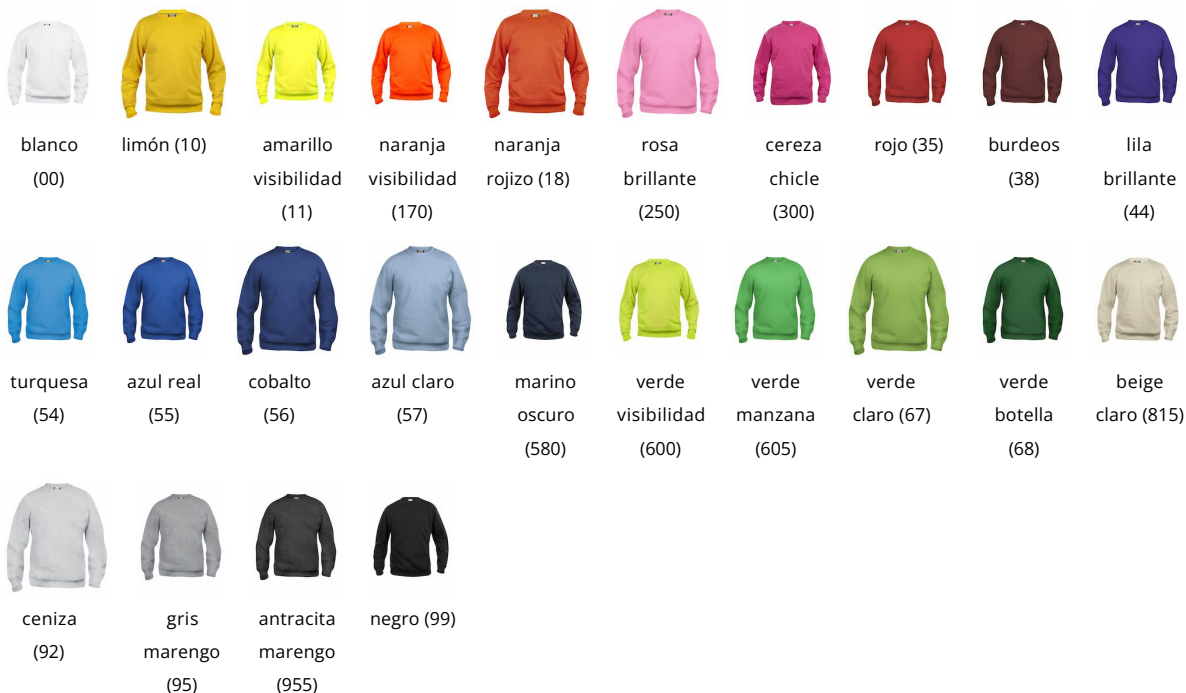 blanco
(00)
limón (10)
amarillo
visibilidad
(11)
naranja
visibilidad
(170)
naranja
rojizo (18)
rosa
brillante
(250)
cereza
chicle
(300)
rojo (35)
burdeos
(38)
lila
brillante
(44)
turquesa
(54)
azul real
(55)
cobalto
(56)
azul claro
(57)
marino
oscuro
(580)
verde
visibilidad
(600)
verde
manzana
(605)
verde
claro (67)
verde
botella
(68)
beige
claro (815)
ceniza
(92)
gris
marengo
(95)
antracita
marengo
(955)
negro (99)